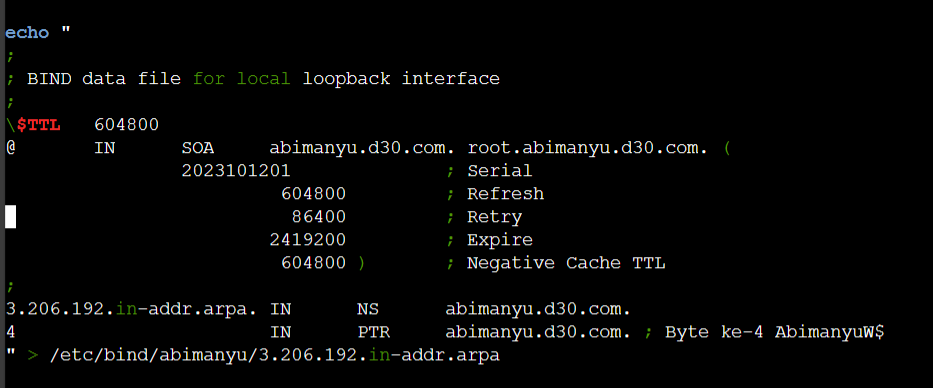 echo "
;
; BIND data file for local loopback interface
;
\$TTL    604800
@       IN      SOA     abimanyu.d30.com. root.abimanyu.d30.com. (
                2023101201              ; Serial
                         604800         ; Refresh
                          86400         ; Retry
                        2419200         ; Expire
                         604800 )       ; Negative Cache TTL
;
3.206.192.in-addr.arpa. IN      NS      abimanyu.d30.com.
4                       IN      PTR     abimanyu.d30.com. ; Byte ke-4 AbimanyuW$
" > /etc/bind/abimanyu/3.206.192.in-addr.arpa